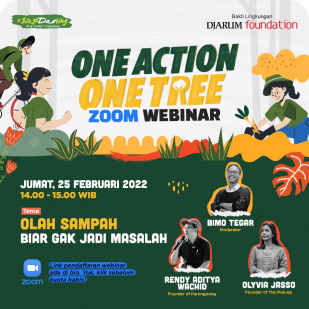 #SiapDarling
Bakti Lingkungan
DJARUM foundation
ONE ACTION
ONE TREE
ZOOM WEBINAR
JUMAT, 25 FEBRUARI 2022
14.00 - 15.00 WIB
Tema
OLAH SAMPAH
BIAR GAK JADI MASALAH
BIMO TEGAR
Moderator
Link pendaftaran webinar
ada di bio. Yuk, klik sebelum
kuota habis!
zoom
RENDY ADITYA
WACHID
Founder of Parongpong
OLYVIA JASSO
Founder of The Mulung